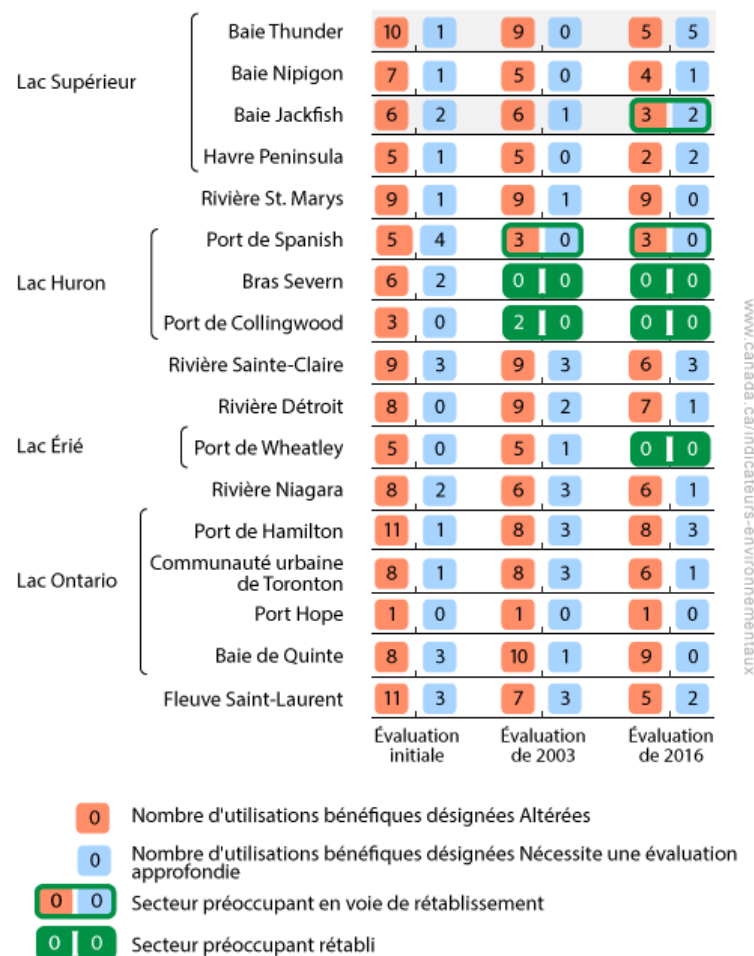 Lac Supérieur
Baie Thunder 10 1 9 0 5 5
Baie Nipigon 7 1 5 0 4 1
Baie Jackfish 6 2 6 1 3 2
Havre Peninsula 5 1 5 0 2 2
Rivière St. Marys 9 1 9 1 9 0
Lac Huron
Port de Spanish 5 4 3 0 3 0
Bras Severn 6 2 0 0 0 0
Port de Collingwood 3 0 2 0 0 0
Rivière Sainte-Claire 9 3 9 3 6 3
Rivière Détroit 8 0 9 2 7 1
Lac Érié
Port de Wheatley 5 0 5 1 0 0
Rivière Niagara 8 2 6 3 6 1
Lac Ontario
Port de Hamilton 11 1 8 3 8 3
Communauté urbaine
de Toronton 8 1 8 3 6 1
Port Hope 1 0 1 0 1 0
Baie de Quinte 8 3 10 1 9 0
Fleuve Saint-Laurent 11 3 7 3 5 2
Évaluation
initiale
Évaluation
de 2003
Évaluation
de 2016
0 Nombre d'utilisations bénéfiques désignées Altérées
0 Nombre d'utilisations bénéfiques désignées Nécessite une évaluation
approfondie
0 0 Secteur préoccupant en voie de rétablissement
0 0 Secteur préoccupant rétabli
www.canada.ca/indicateurs-environnementaux